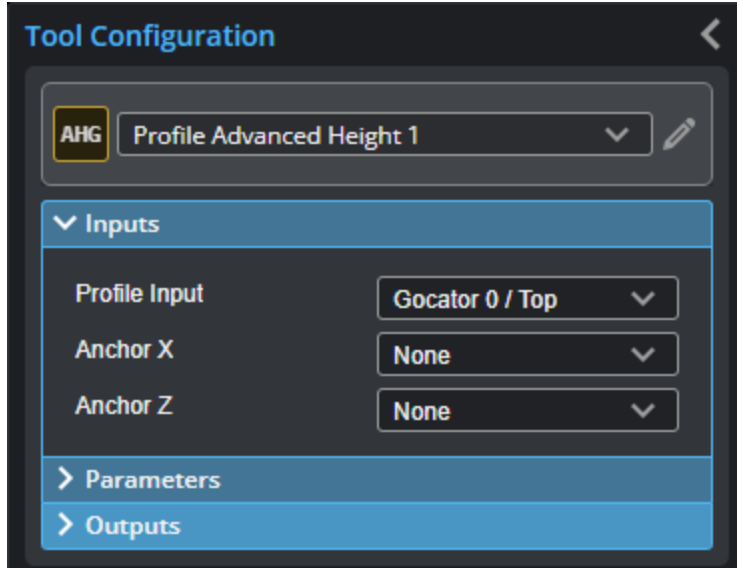 Tool Configuration
AHG Profile Advanced Height 1
Inputs
Profile Input Gocator 0 / Top
Anchor X None
Anchor Z None
Parameters
Outputs